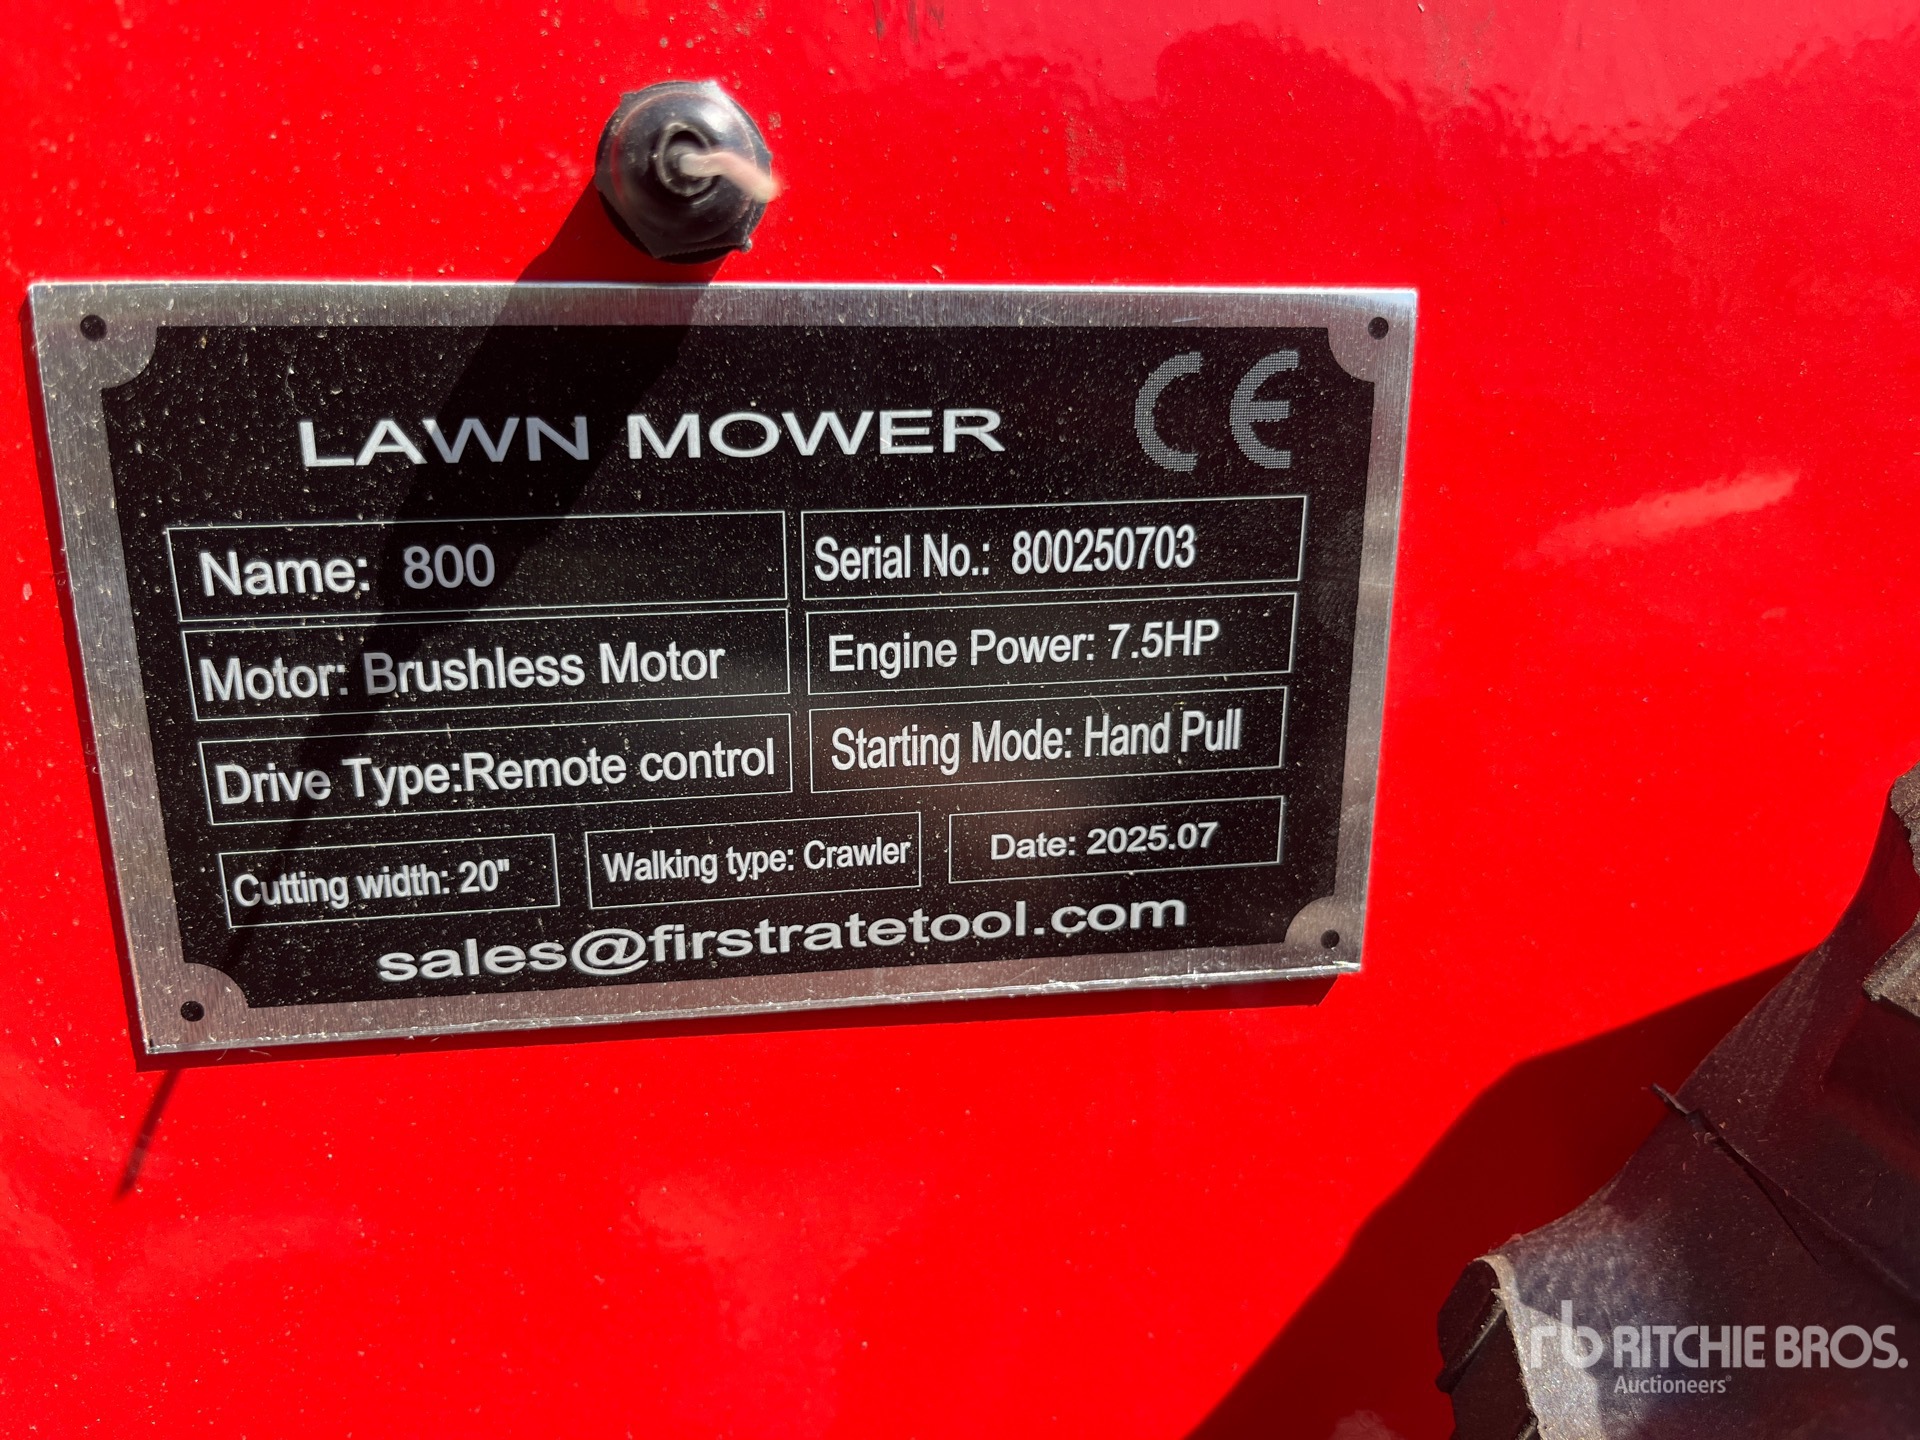 CE
LAWN MOWER
Name: 800
Serial No.: 800250703
Motor: Brushless Motor
Engine Power: 7.5HP
Drive Type:Remote control
Starting Mode: Hand Pull
Cutting width: 20"
Walking type: Crawler
Date: 2025.07
sales@firstratetool.com
rb RITCHIE BROS.
Auctioneers®